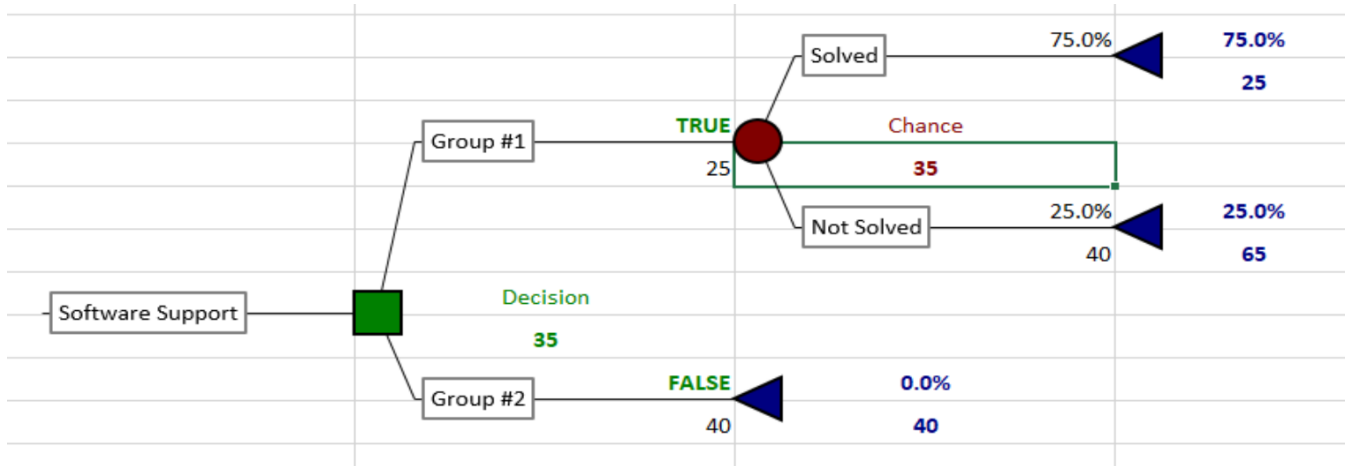 75.0% 75.0%
Solved
25
TRUE Chance
Group #1
25 35
25.0% 25.0%
Not Solved
40 65
Decision
Software Support
35
FALSE 0.0%
Group #2
40 40